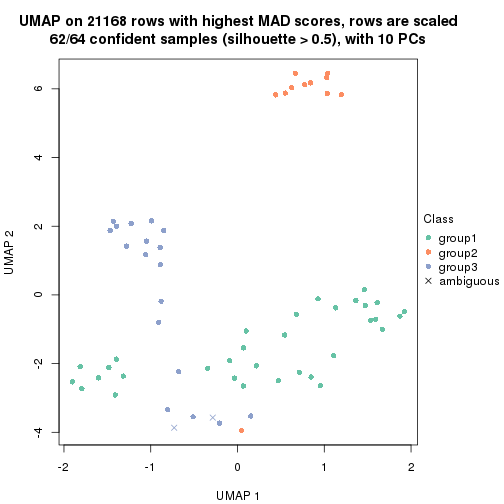 UMAP on 21168 rows with highest MAD scores, rows are scaled
62/64 confident samples (silhouette > 0.5), with 10 PCs
6
4
2
0
-2
-4
UMAP 2
-2
-1
0
1
2
UMAP 1
Class
group1
group2
group3
ambiguous